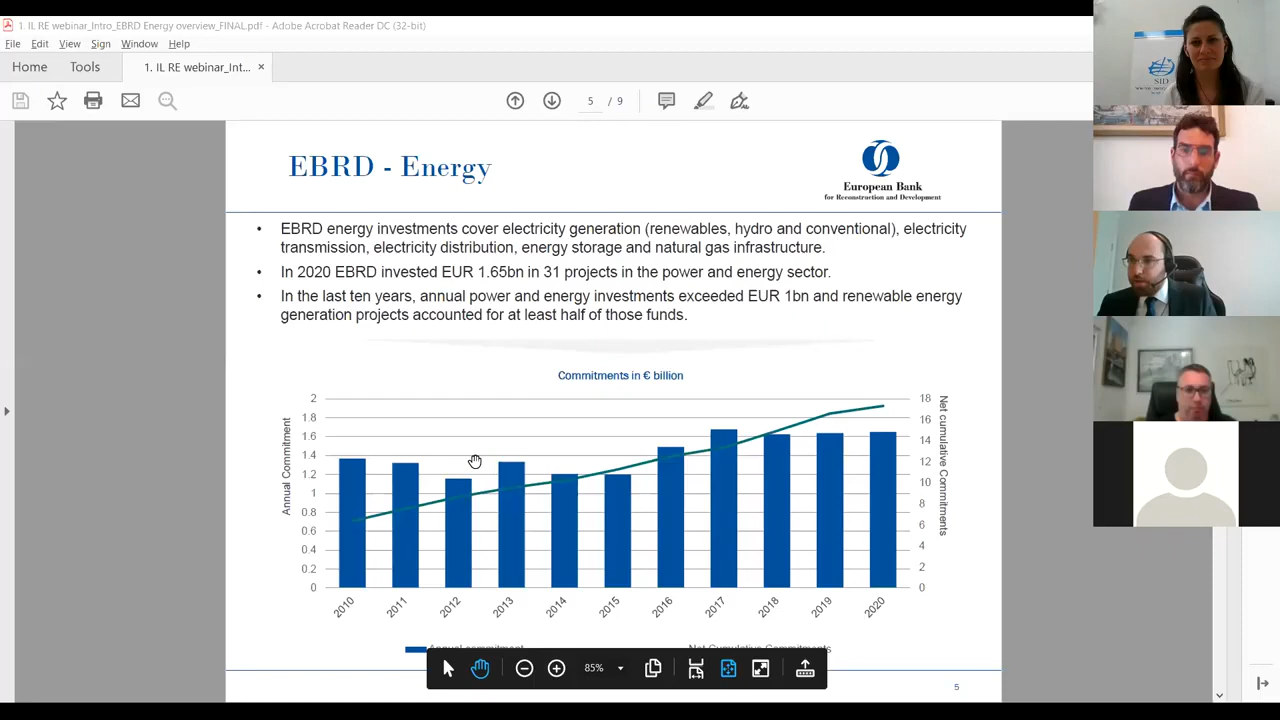 1. IL RE webinar_Intro_EBRD Energy overview_FINAL.pdf - Adobe Acrobat Reader DC (32-bit)
File Edit View Sign Window Help
Home Tools 1. IL RE webinar_Int... ×
5 / 9
EBRD - Energy
European Bank
for Reconstruction and Development
• EBRD energy investments cover electricity generation (renewables, hydro and conventional), electricity
transmission, electricity distribution, energy storage and natural gas infrastructure.
• In 2020 EBRD invested EUR 1.65bn in 31 projects in the power and energy sector.
• In the last ten years, annual power and energy investments exceeded EUR 1bn and renewable energy
generation projects accounted for at least half of those funds.
Commitments in € billion
Annual Commitment
2
1.8
1.6
1.4
1.2
1
0.8
0.6
0.4
0.2
0
18
16
14
12
10
8
6
4
2
0
Net cumulative Commitments
2010 2011 2012 2013 2014 2015 2016 2017 2018 2019 2020
Annual commitment Net Cumulative Commitments
85%
5
SID